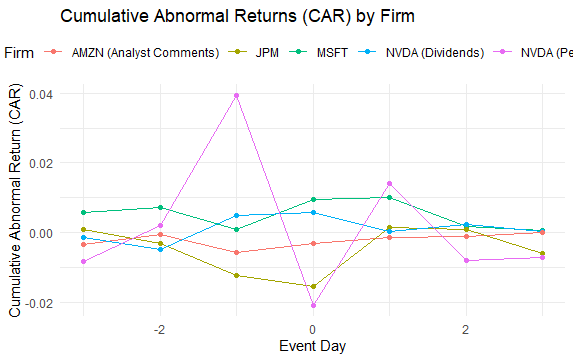 Cumulative Abnormal Returns (CAR) by Firm
Firm AMZN (Analyst Comments) JPM MSFT NVDA (Dividends) NVDA (Pe
Cumulative Abnormal Return (CAR)
0.04
0.02
0.00
-0.02
-2 0 2
Event Day